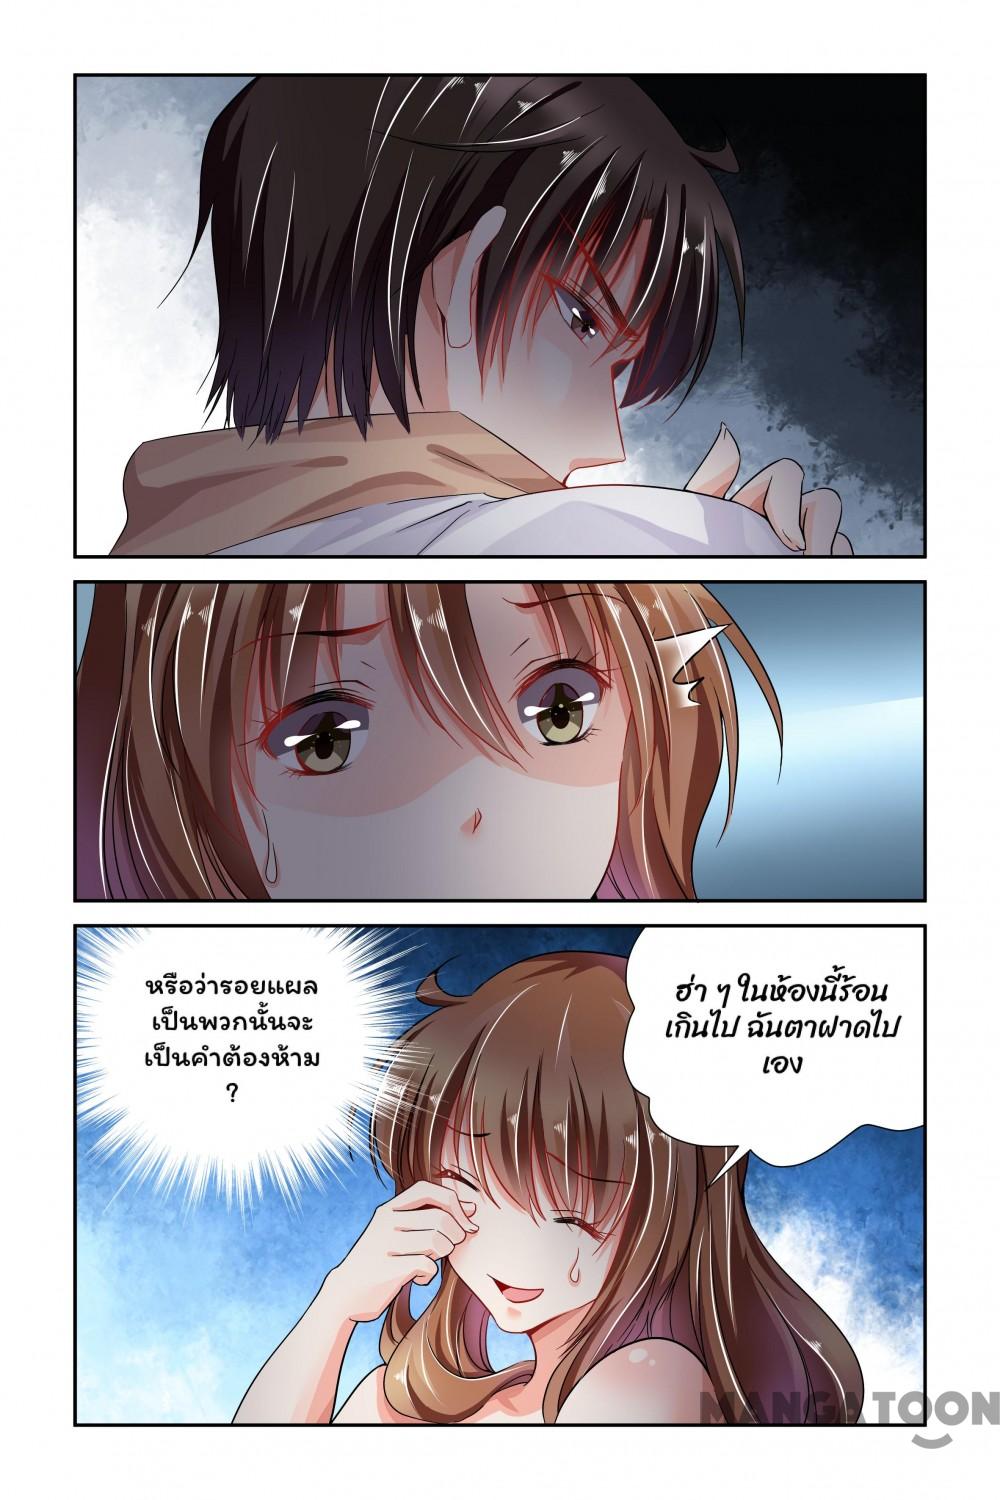 หรือว่ารอยแผล
เป็นพวกนั้นจะ
เป็นคำต้องห้าม
?
ฮ่า ๆ ในห้องนี้ร้อน
เกินไป ฉันตาฝาดไป
เอง
MANGATOON